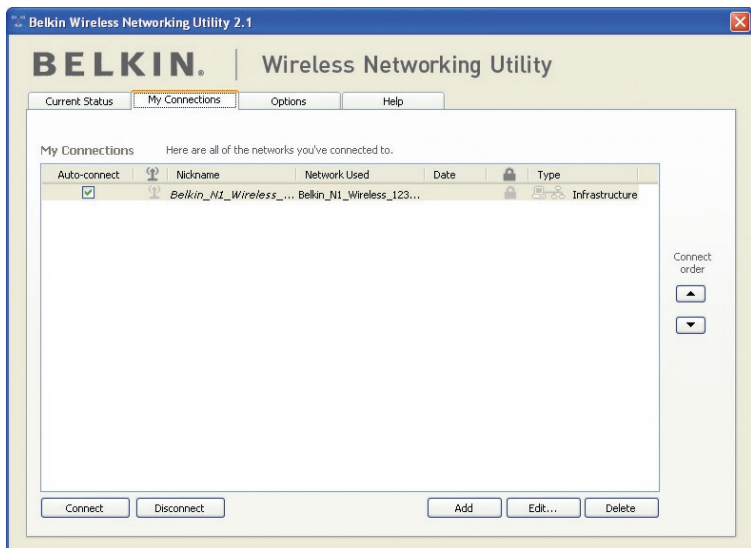 Belkin Wireless Networking Utility 2.1
BELKIN. | Wireless Networking Utility
Current Status My Connections Options Help
My Connections Here are all of the networks you've connected to.
Auto-connect Nickname Network Used Date Type
Belkin_N1_Wireless_... Belkin_N1_Wireless_123... Infrastructure
Connect order
Connect Disconnect Add Edit... Delete